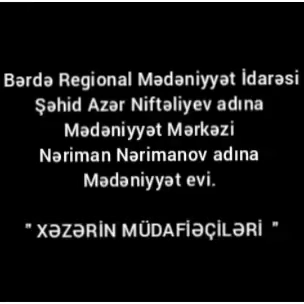 Bərdə Regional Mədəniyyət İdarəsi
Şəhid Azər Niftəliyev adına
Mədəniyyət Mərkəzi
Nəriman Nərimanov adına
Mədəniyyət evi.
" XƏZƏRİN MÜDAFİƏÇİLƏRİ "